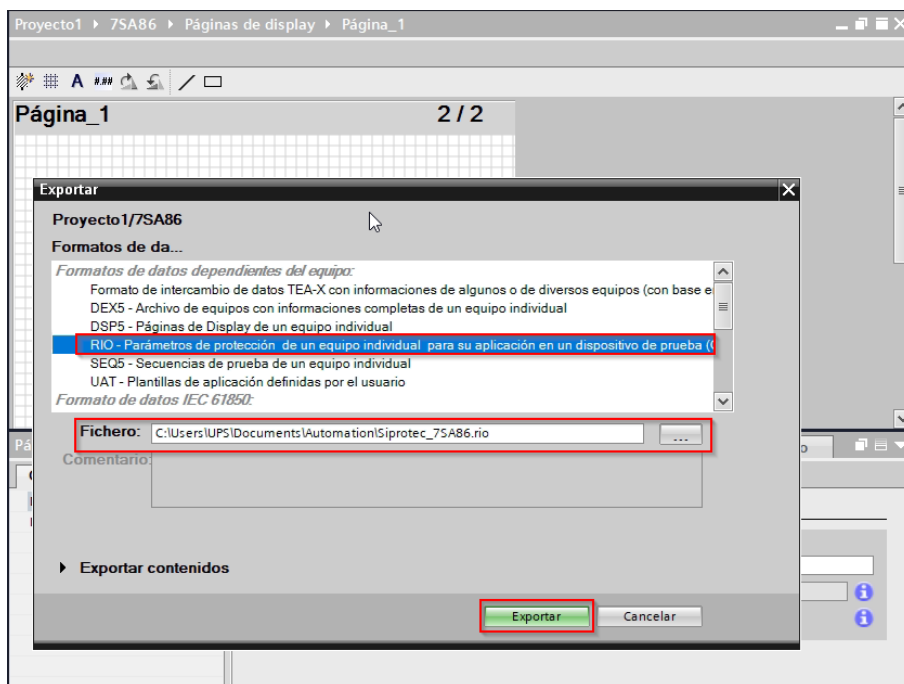 Proyecto1 ▸ 7SA86 ▸ Páginas de display ▸ Página_1
A #.##
Página_1 2 / 2
Exportar
Proyecto1/7SA86
Formatos de da...
Formatos de datos dependientes del equipo:
Formato de intercambio de datos TEA-X con informaciones de algunos o de diversos equipos (con base e
DEX5 - Archivo de equipos con informaciones completas de un equipo individual
DSP5 - Páginas de Display de un equipo individual
RIO - Parámetros de protección de un equipo individual para su aplicación en un dispositivo de prueba (
SEQ5 - Secuencias de prueba de un equipo individual
UAT - Plantillas de aplicación definidas por el usuario
Formato de datos IEC 61850:
Fichero: C:\Users\UPS\Documents\Automation\Siprotec_7SA86.rio ...
Comentario:
Exportar contenidos
Exportar Cancelar